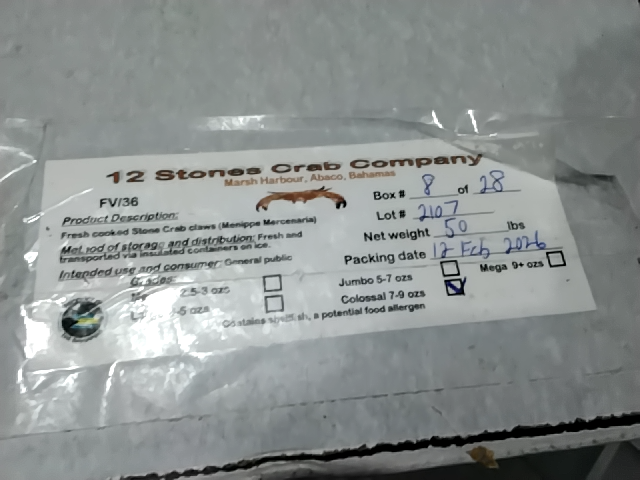 12 Stones Crab Company
Marsh Harbour, Abaco, Bahamas
FV/36
Product Description:
Fresh cooked Stone Crab claws (Menippe Mercenaria)
Method of storage and distribution: Fresh and
transported via insulated containers on ice.
Intended use and consumer: General public
Grades:
2.5-3 ozs
-5 ozs
Box # 8 of 28
Lot # 2107
Net weight 50 lbs
Packing date 12 Feb 2026
Jumbo 5-7 ozs
Mega 9+ ozs
Colossal 7-9 ozs
Contains shellfish, a potential food allergen